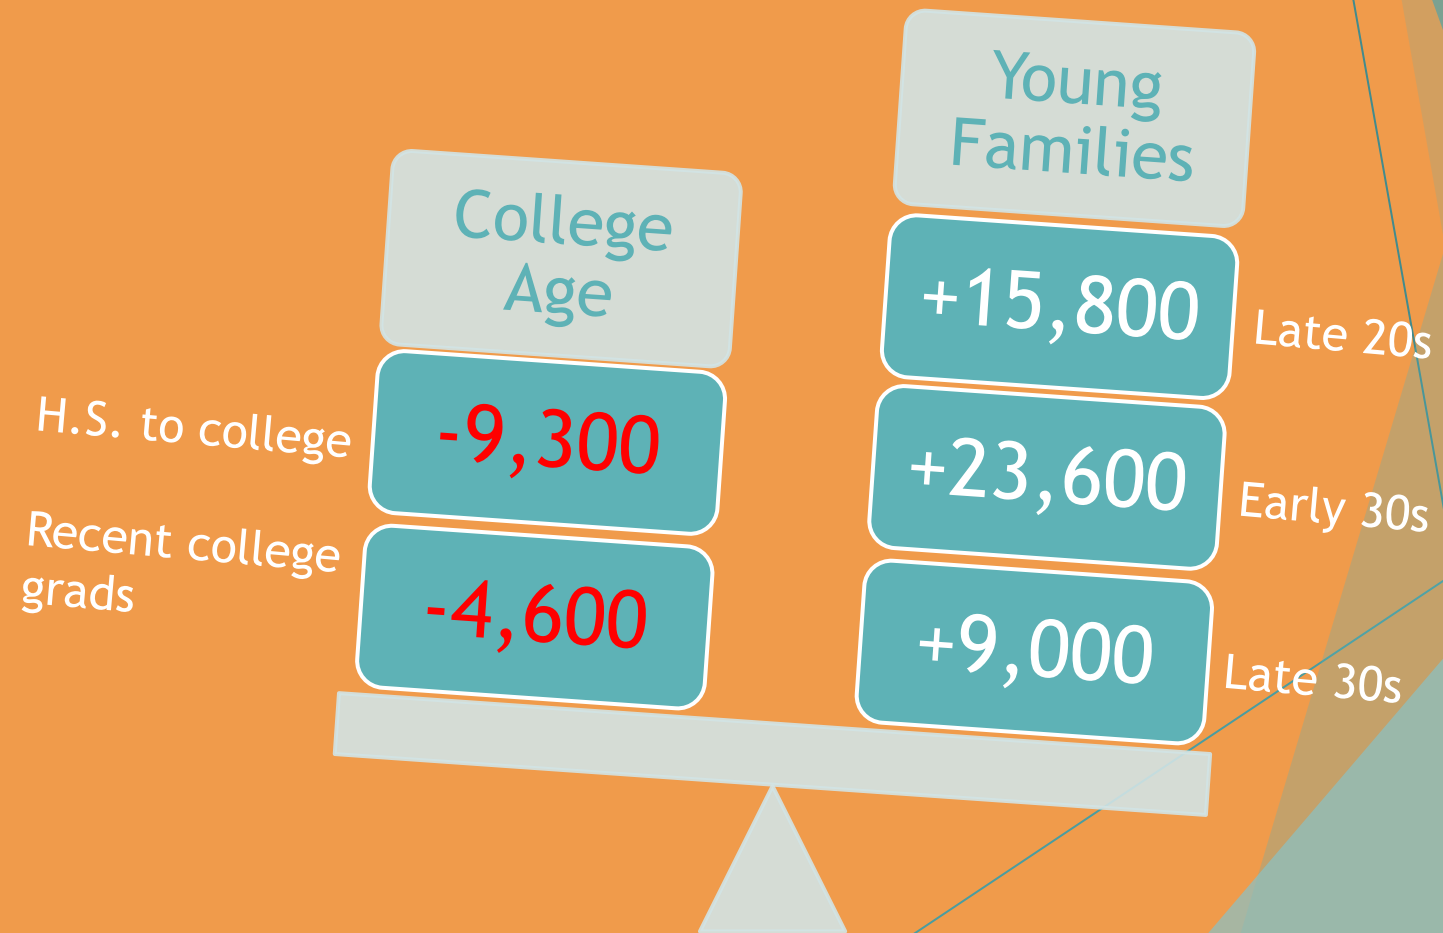 College
Age
H.S. to college
-9,300
Recent college
grads
-4,600
Young
Families
+15,800
Late 20s
+23,600
Early 30s
+9,000
Late 30s